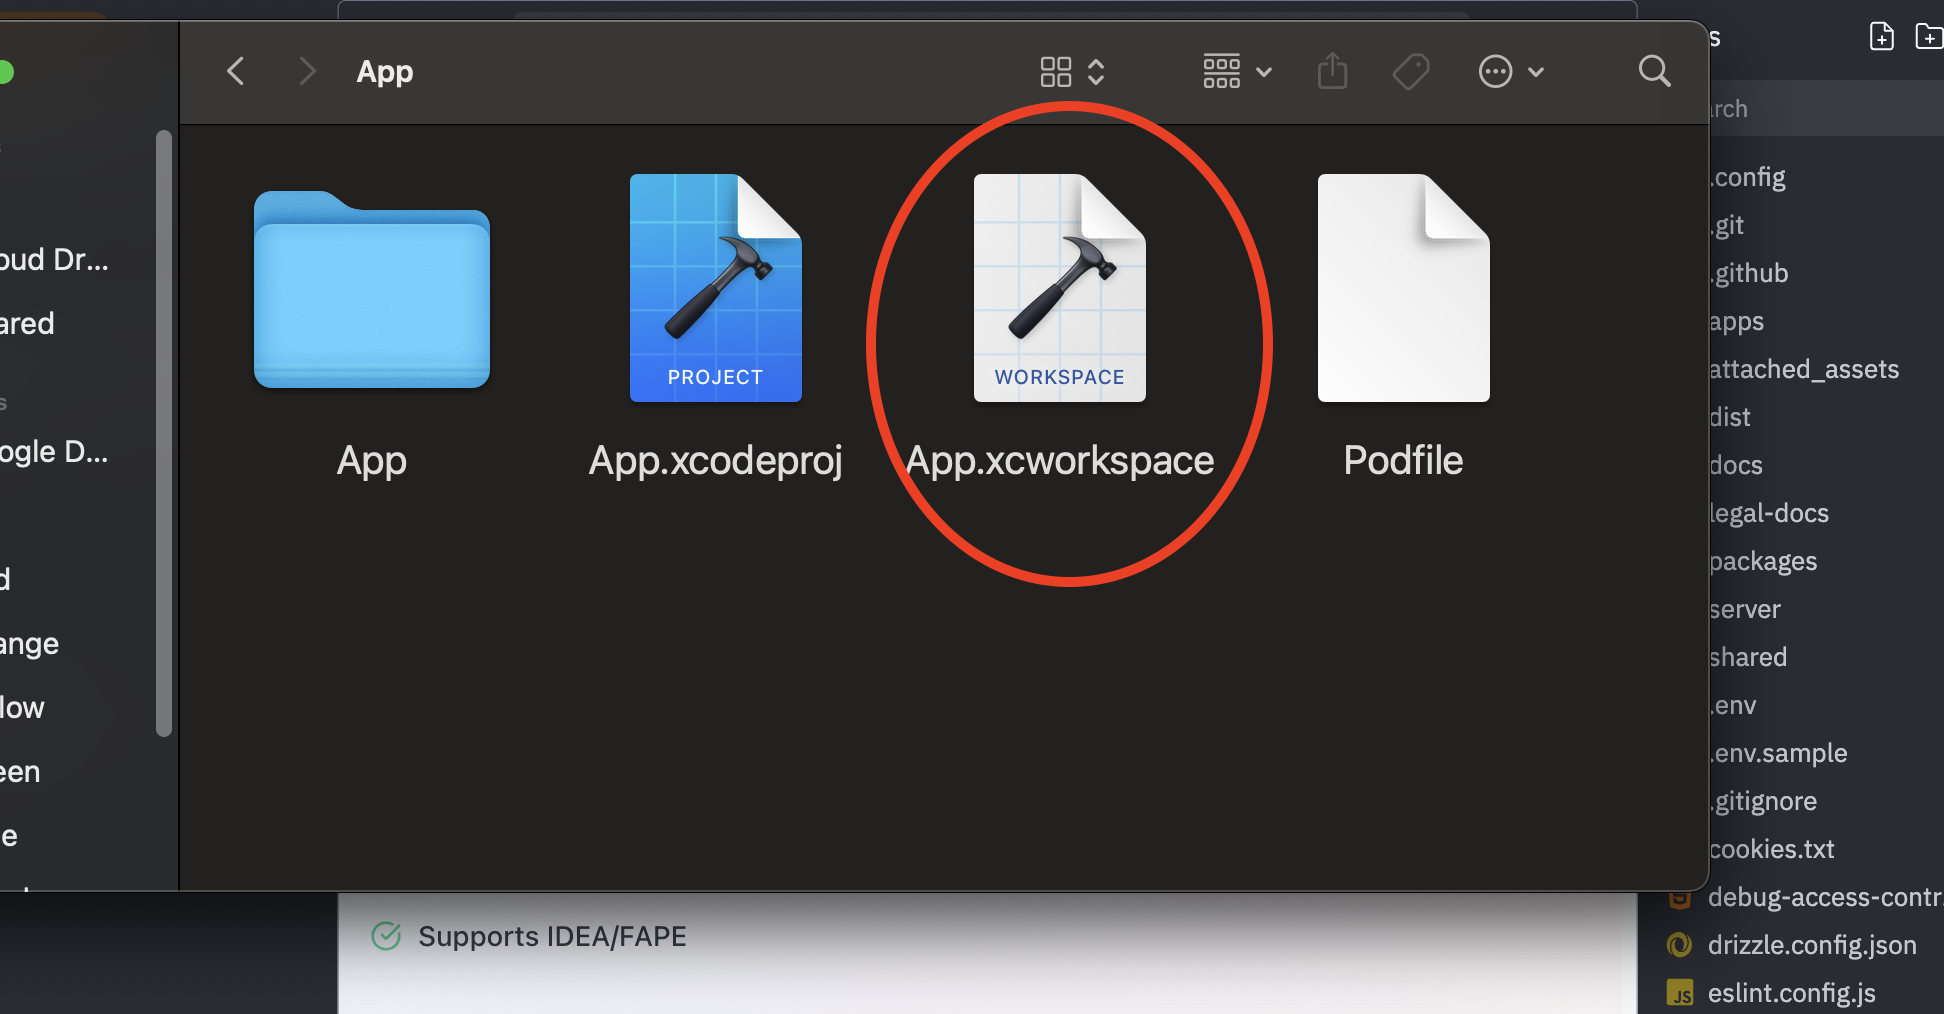 App
PROJECT
WORKSPACE
App
App.xcodeproj
App.xcworkspace
Podfile
oud Dr...
ared
s
ogle D...
d
ange
low
een
e
s
arch
.config
.git
.github
apps
attached_assets
dist
docs
legal-docs
packages
server
shared
.env
.env.sample
.gitignore
cookies.txt
debug-access-contr.
drizzle.config.json
JS
eslint.config.js
Supports IDEA/FAPE